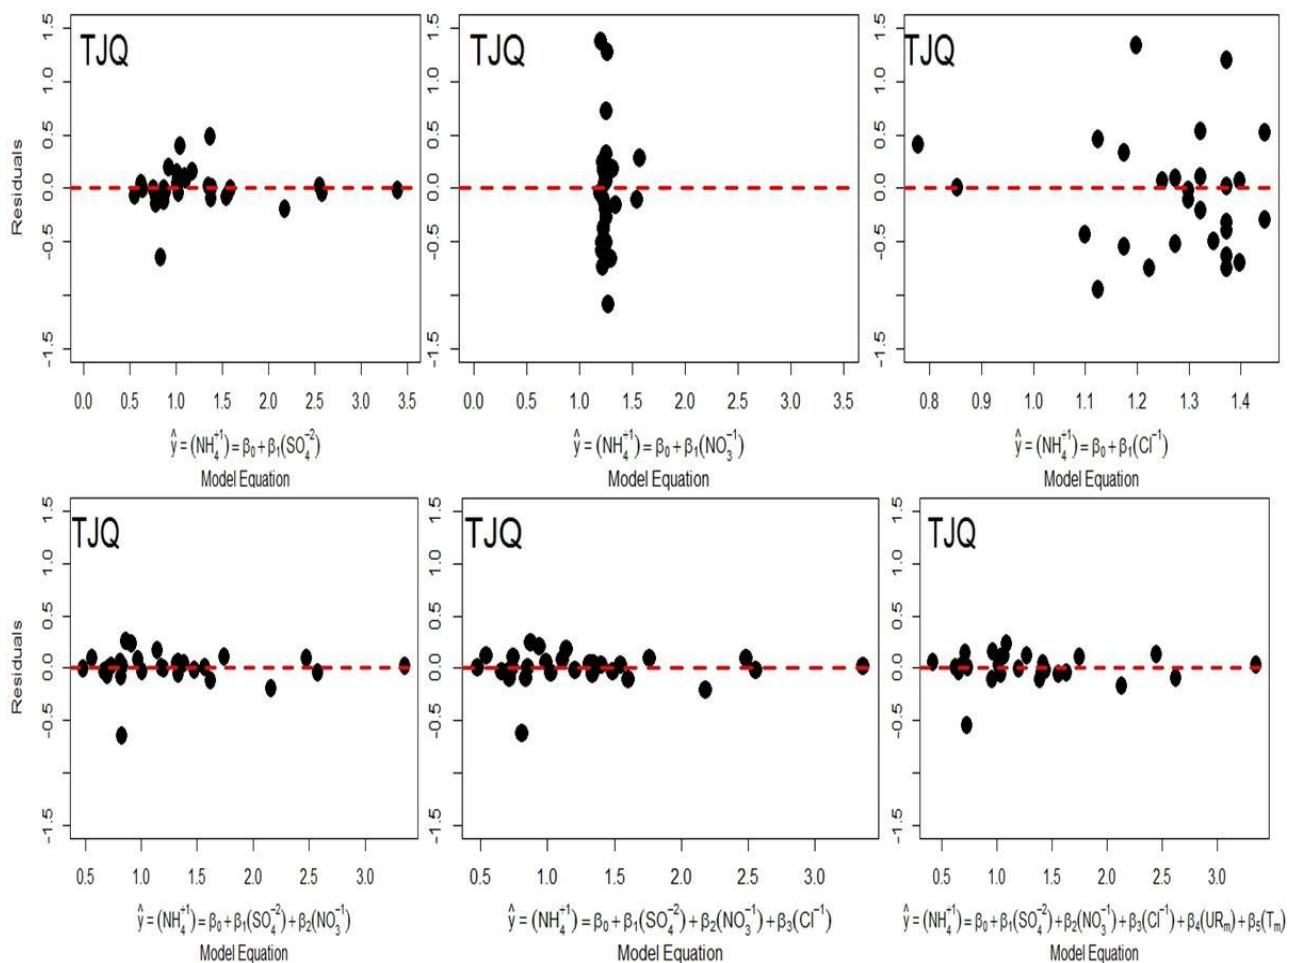 TJQ
TJQ
TJQ
Residuals
1.5
1.0
0.5
0.0
-0.5
-1.5
1.5
1.0
0.5
0.0
-0.5
-1.5
1.5
1.0
0.5
0.0
-0.5
-1.5
0.0 0.5 1.0 1.5 2.0 2.5 3.0 3.5
0.0 0.5 1.0 1.5 2.0 2.5 3.0 3.5
0.8 0.9 1.0 1.1 1.2 1.3 1.4
ŷ = (NH₄⁺¹) = β₀ + β₁(SO₄⁻²)
Model Equation
ŷ = (NH₄⁺¹) = β₀ + β₁(NO₃⁻¹)
Model Equation
ŷ = (NH₄⁺¹) = β₀ + β₁(Cl⁻¹)
Model Equation
TJQ
TJQ
TJQ
Residuals
1.5
1.0
0.5
0.0
-0.5
-1.5
1.5
1.0
0.5
0.0
-0.5
-1.5
1.5
1.0
0.5
0.0
-0.5
-1.5
0.5 1.0 1.5 2.0 2.5 3.0
0.5 1.0 1.5 2.0 2.5 3.0
0.5 1.0 1.5 2.0 2.5 3.0
ŷ = (NH₄⁺¹) = β₀ + β₁(SO₄⁻²) + β₂(NO₃⁻¹)
Model Equation
ŷ = (NH₄⁺¹) = β₀ + β₁(SO₄⁻²) + β₂(NO₃⁻¹) + β₃(Cl⁻¹)
Model Equation
ŷ = (NH₄⁺¹) = β₀ + β₁(SO₄⁻²) + β₂(NO₃⁻¹) + β₃(Cl⁻¹) + β₄(URₘ) + β₅(Tₘ)
Model Equation